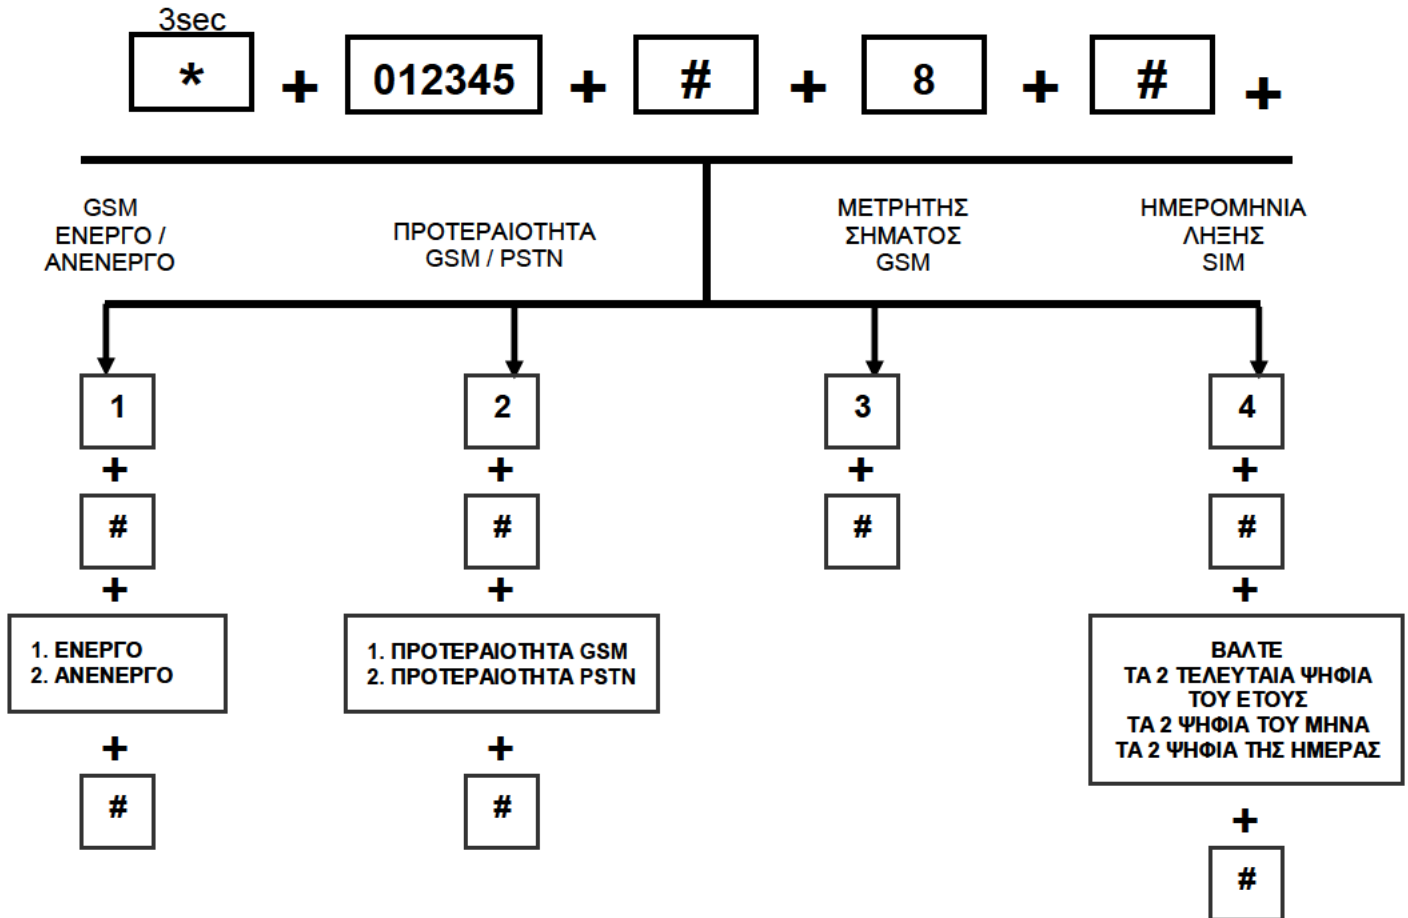 3sec
* + 012345 + # + 8 + # +
GSM
ΕΝΕΡΓΟ /
ΑΝΕΝΕΡΓΟ
ΠΡΟΤΕΡΑΙΟΤΗΤΑ
GSM / PSTN
ΜΕΤΡΗΤΗΣ
ΣΗΜΑΤΟΣ
GSM
ΗΜΕΡΟΜΗΝΙΑ
ΛΗΞΗΣ
SIM
1
+
#
+
1. ΕΝΕΡΓΟ
2. ΑΝΕΝΕΡΓΟ
+
#
2
+
#
+
1. ΠΡΟΤΕΡΑΙΟΤΗΤΑ GSM
2. ΠΡΟΤΕΡΑΙΟΤΗΤΑ PSTN
+
#
3
+
#
4
+
#
+
ΒΑΛΤΕ
ΤΑ 2 ΤΕΛΕΥΤΑΙΑ ΨΗΦΙΑ
ΤΟΥ ΕΤΟΥΣ
ΤΑ 2 ΨΗΦΙΑ ΤΟΥ ΜΗΝΑ
ΤΑ 2 ΨΗΦΙΑ ΤΗΣ ΗΜΕΡΑΣ
+
#